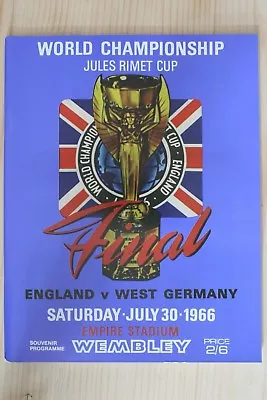 WORLD CHAMPIONSHIP
JULES RIMET CUP
WORLD CHAMPIONSHIP
CUP · ENGLAND
Final
ENGLAND v WEST GERMANY
SATURDAY · JULY 30 · 1966
EMPIRE STADIUM
SOUVENIR
PROGRAMME
WEMBLEY
PRICE
2/6